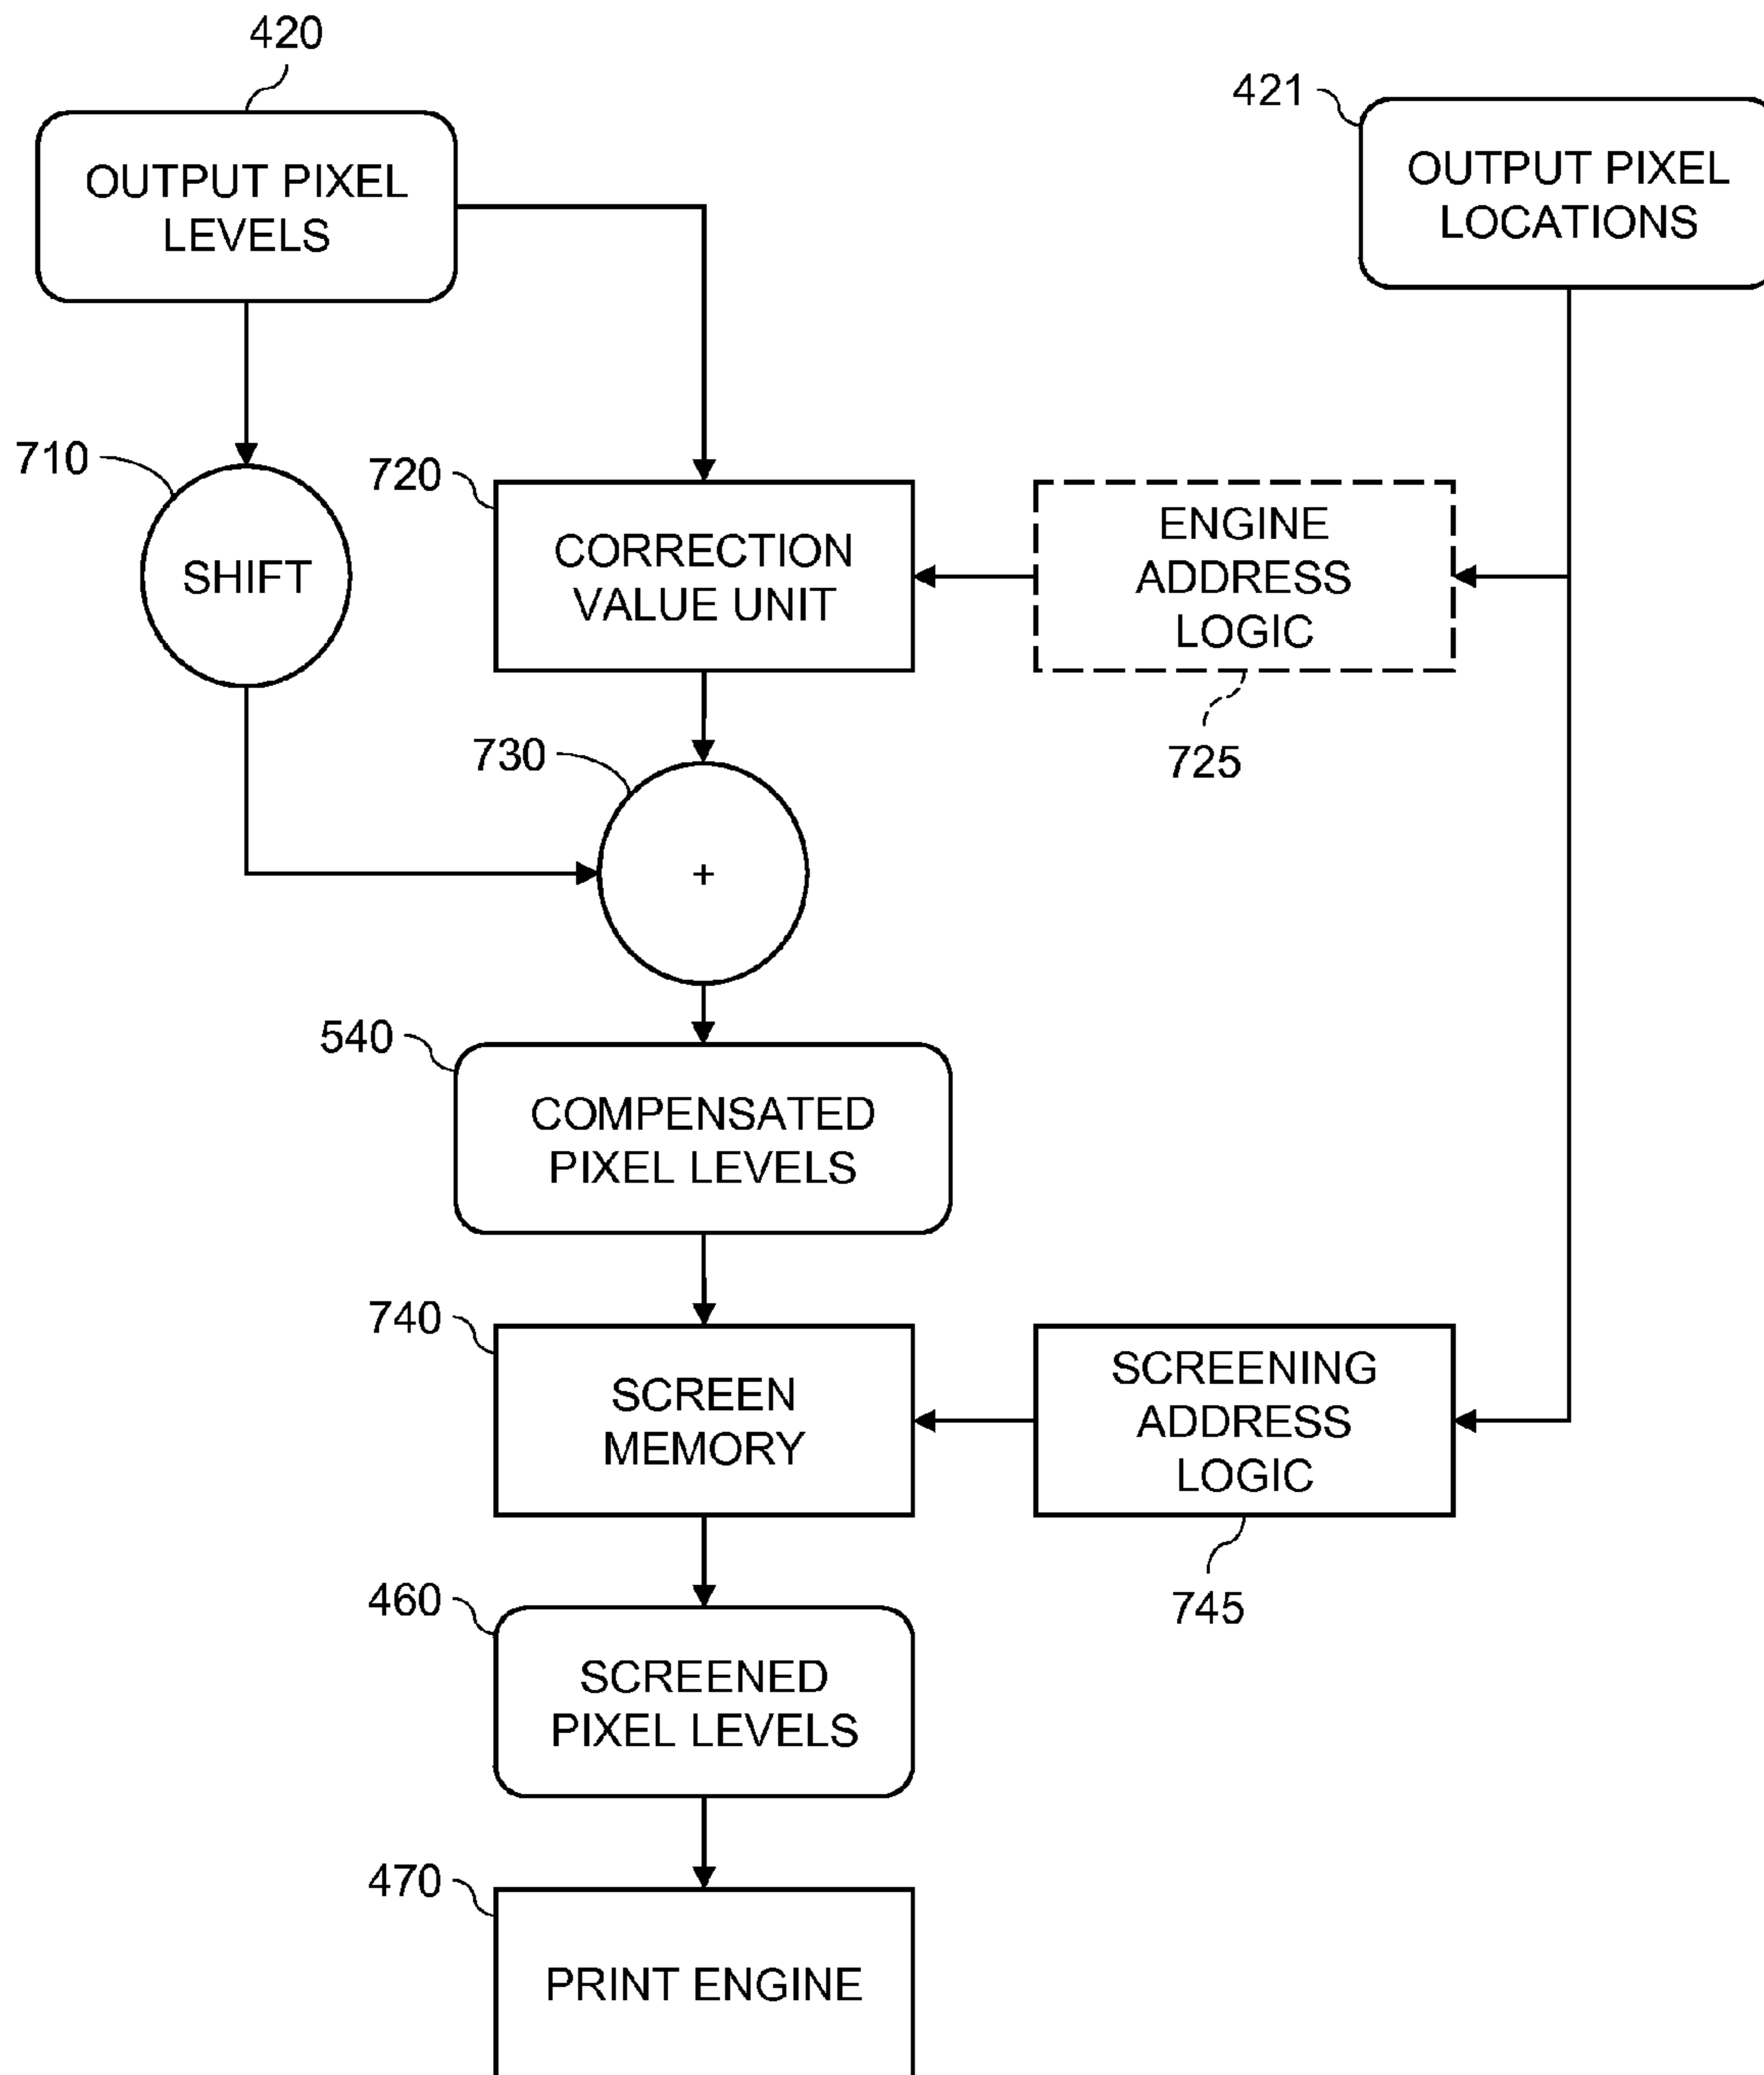 420
OUTPUT PIXEL
LEVELS
421
OUTPUT PIXEL
LOCATIONS
710
SHIFT
720
CORRECTION
VALUE UNIT
ENGINE
ADDRESS
LOGIC
725
730
+
540
COMPENSATED
PIXEL LEVELS
740
SCREEN
MEMORY
SCREENING
ADDRESS
LOGIC
745
460
SCREENED
PIXEL LEVELS
470
PRINT ENGINE